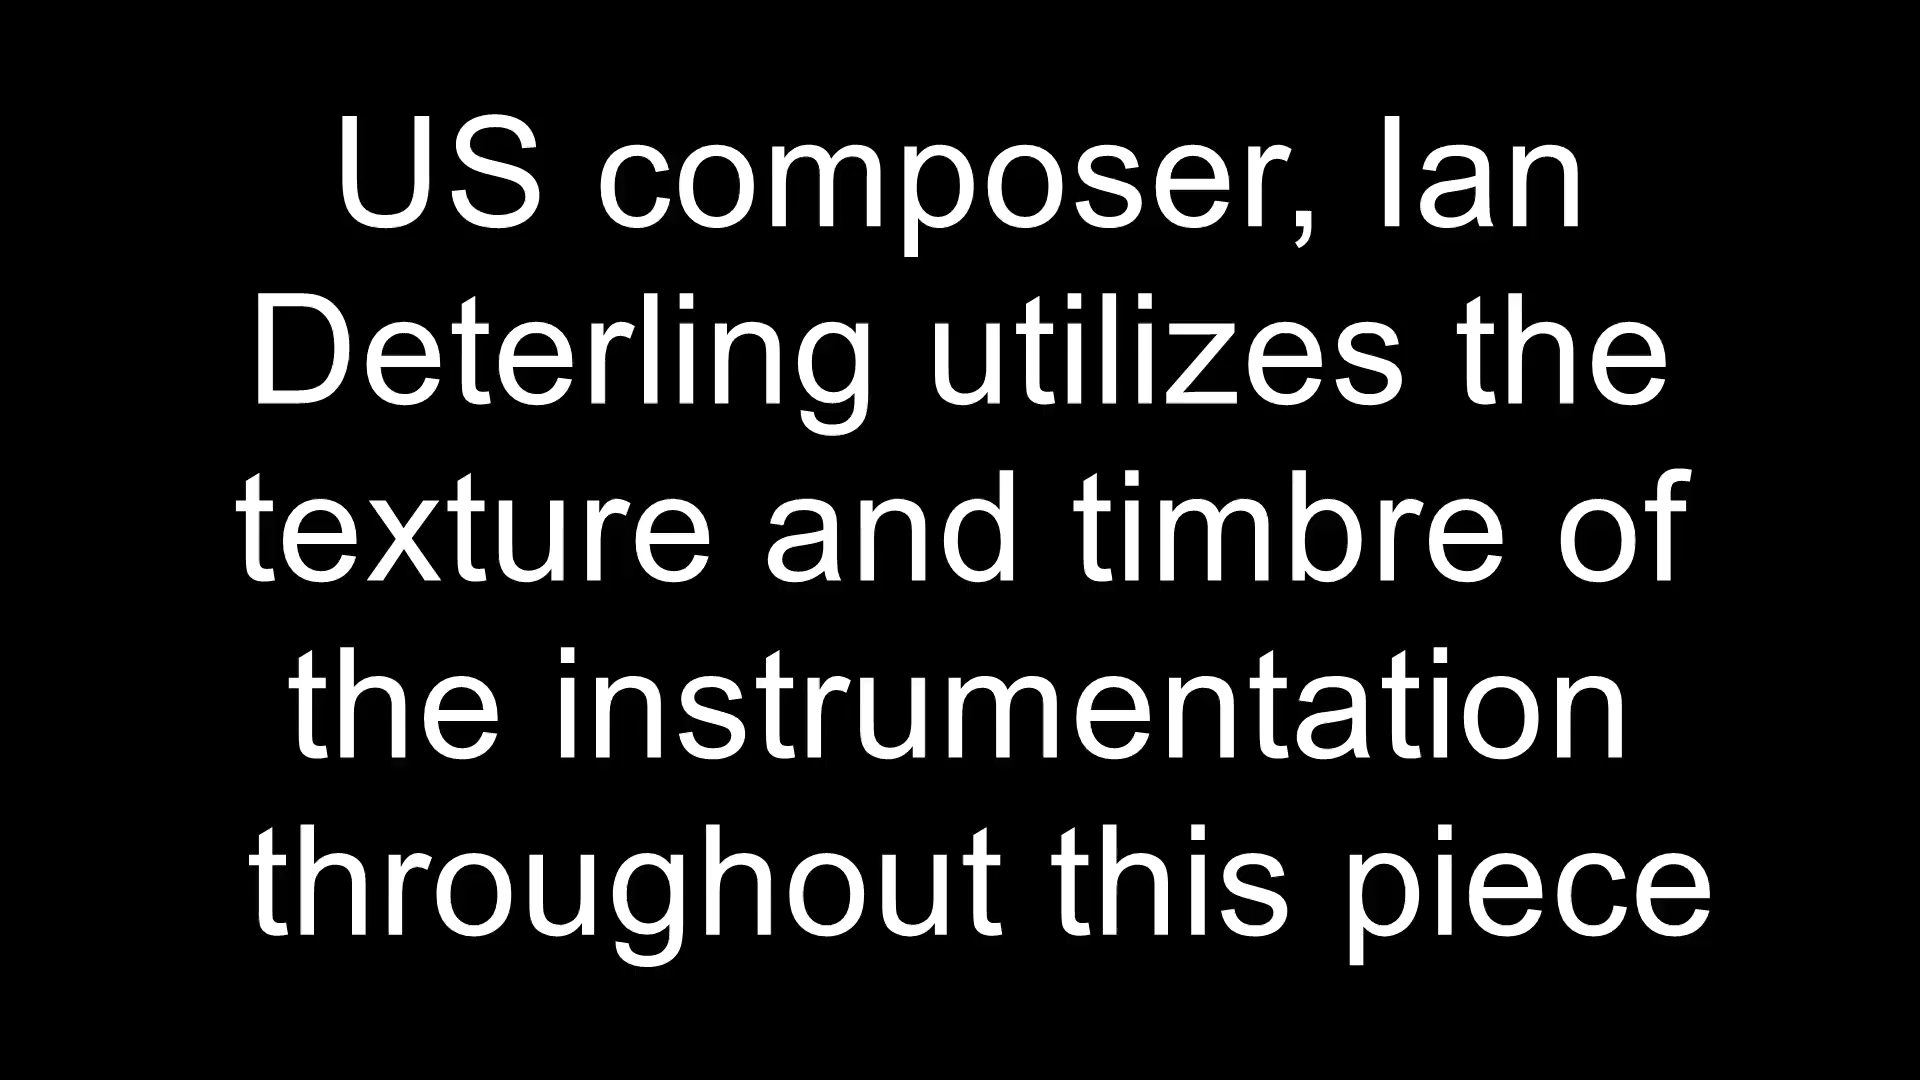 US composer, Ian
Deterling utilizes the
texture and timbre of
the instrumentation
throughout this piece